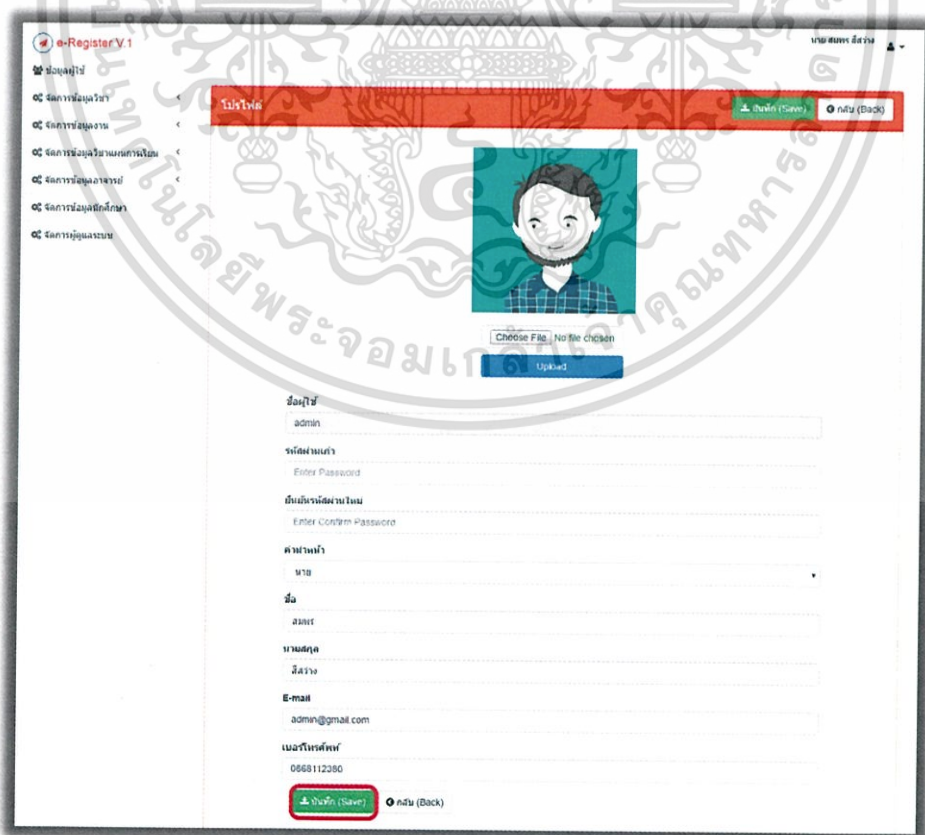 e-Register V.1
นาย สมพร สีสว่าง
ข้อมูลผู้ใช้
จัดการข้อมูลวิชา
จัดการข้อมูลงาน
จัดการข้อมูลวิชาแผนการเรียน
จัดการข้อมูลอาจารย์
จัดการข้อมูลนักศึกษา
จัดการผู้ดูแลระบบ
โปรไฟล์
บันทึก (Save)
กลับ (Back)
Choose File No file chosen
Upload
ชื่อผู้ใช้
admin
รหัสผ่านเก่า
Enter Password
ยืนยันรหัสผ่านใหม่
Enter Confirm Password
คำนำหน้า
นาย
ชื่อ
สมพร
นามสกุล
สีสว่าง
E-mail
admin@gmail.com
เบอร์โทรศัพท์
0868112380
บันทึก (Save)
กลับ (Back)